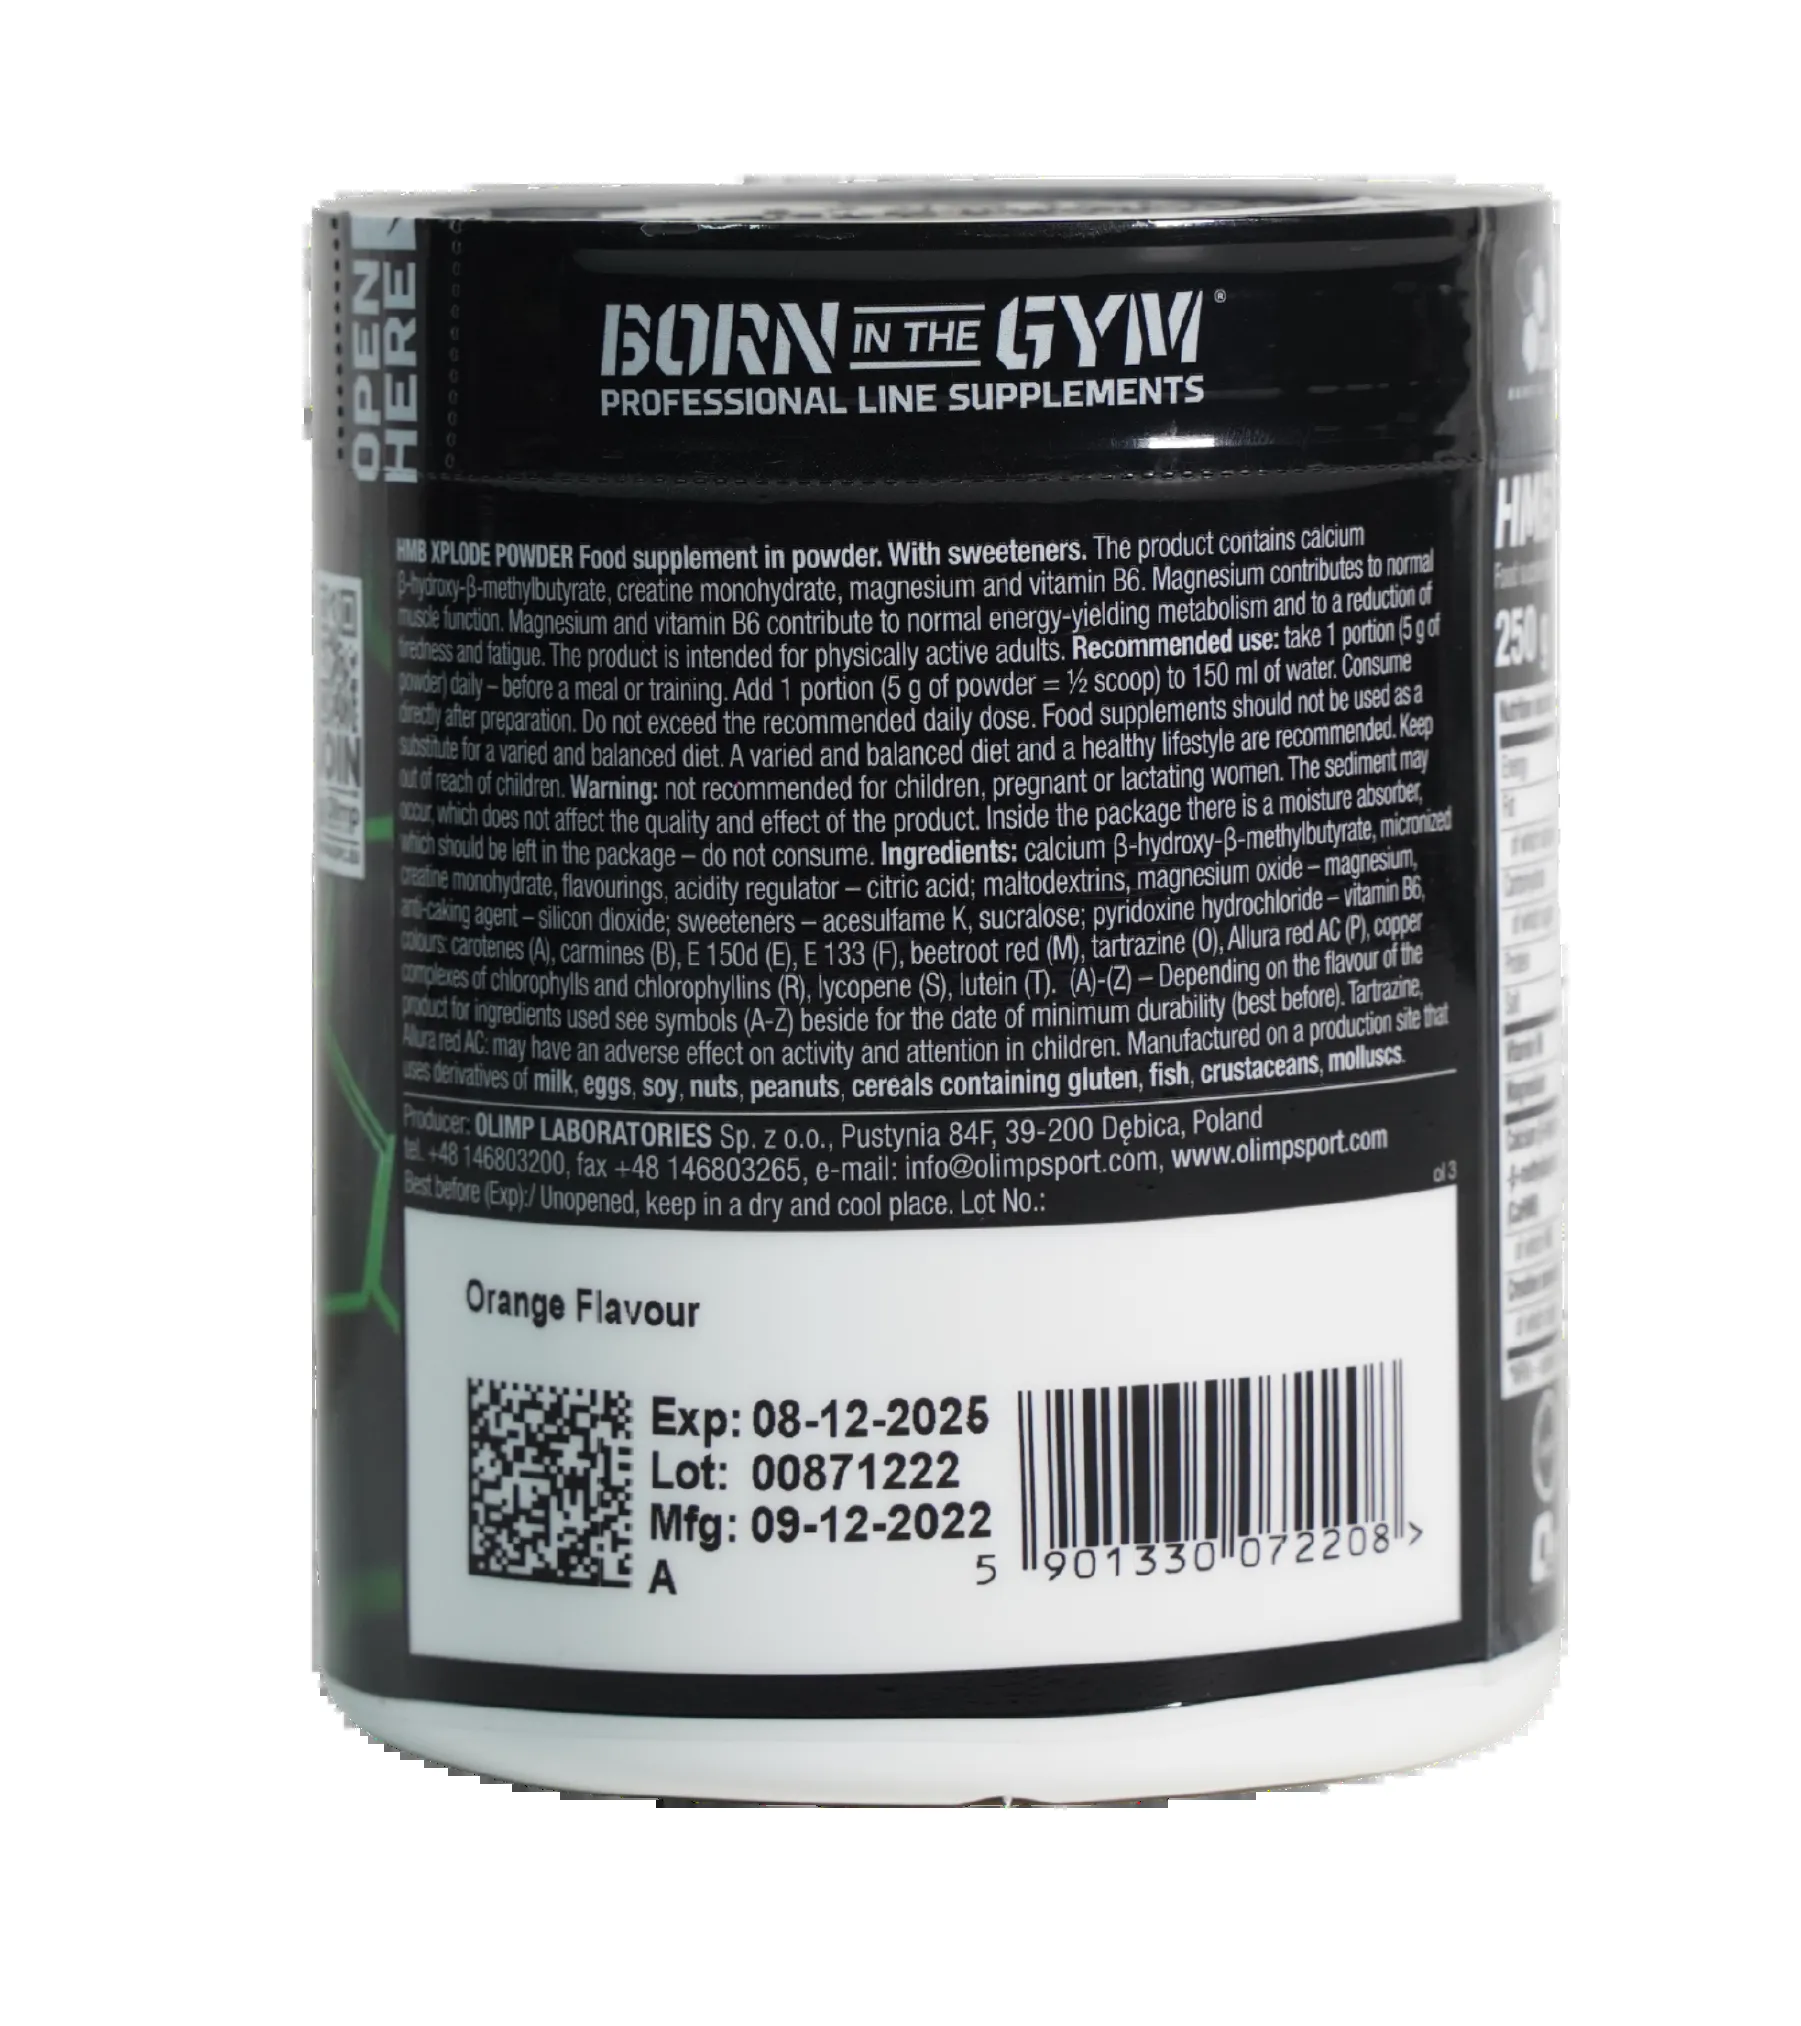 OPEN
HERE
BORN IN THE GYM®
PROFESSIONAL LINE SUPPLEMENTS
HMB XPLODE POWDER Food supplement in powder. With sweeteners. The product contains calcium
β-hydroxy-β-methylbutyrate, creatine monohydrate, magnesium and vitamin B6. Magnesium contributes to normal
muscle function. Magnesium and vitamin B6 contribute to normal energy-yielding metabolism and to a reduction of
tiredness and fatigue. The product is intended for physically active adults. Recommended use: take 1 portion (5 g of
powder) daily – before a meal or training. Add 1 portion (5 g of powder = ½ scoop) to 150 ml of water. Consume
directly after preparation. Do not exceed the recommended daily dose. Food supplements should not be used as a
substitute for a varied and balanced diet. A varied and balanced diet and a healthy lifestyle are recommended. Keep
out of reach of children. Warning: not recommended for children, pregnant or lactating women. The sediment may
occur, which does not affect the quality and effect of the product. Inside the package there is a moisture absorber,
which should be left in the package – do not consume. Ingredients: calcium β-hydroxy-β-methylbutyrate, micronized
creatine monohydrate, flavourings, acidity regulator – citric acid; maltodextrins, magnesium oxide – magnesium,
anti-caking agent – silicon dioxide; sweeteners – acesulfame K, sucralose; pyridoxine hydrochloride – vitamin B6,
colours: carotenes (A), carmines (B), E 150d (E), E 133 (F), beetroot red (M), tartrazine (O), Allura red AC (P), copper
complexes of chlorophylls and chlorophyllins (R), lycopene (S), lutein (T). (A)-(Z) – Depending on the flavour of the
product for ingredients used see symbols (A-Z) beside for the date of minimum durability (best before). Tartrazine,
Allura red AC: may have an adverse effect on activity and attention in children. Manufactured on a production site that
uses derivatives of milk, eggs, soy, nuts, peanuts, cereals containing gluten, fish, crustaceans, molluscs.
Producer: OLIMP LABORATORIES Sp. z o.o., Pustynia 84F, 39-200 Dębica, Poland
tel. +48 146803200, fax +48 146803265, e-mail: info@olimpsport.com, www.olimpsport.com
Best before (Exp):/ Unopened, keep in a dry and cool place. Lot No.:
ol 3
Orange Flavour
Exp: 08-12-2025
Lot: 00871222
Mfg: 09-12-2022
A
5 901330 072208 >
HMB
250 g
Energy